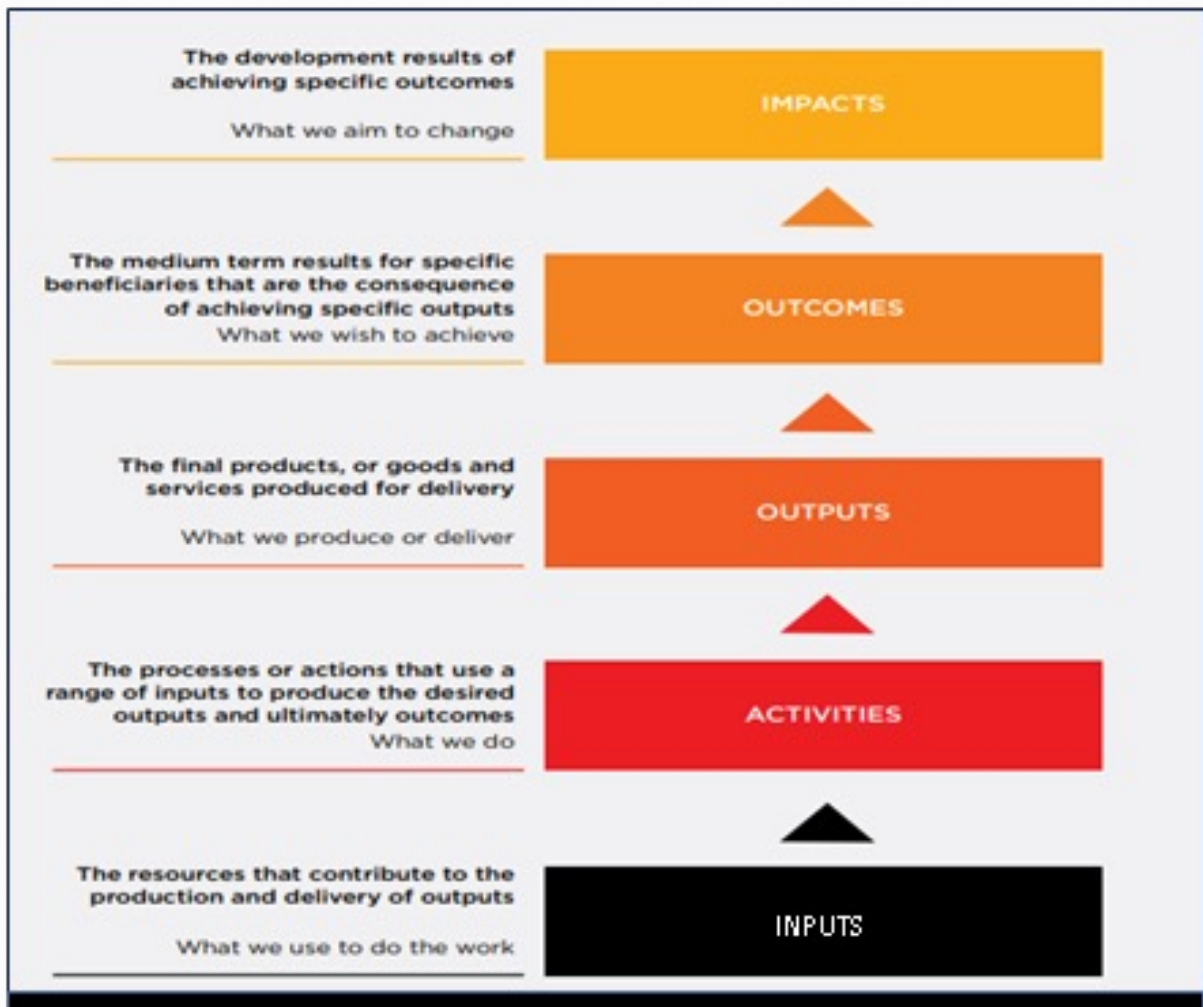 The development results of
achieving specific outcomes
What we aim to change
IMPACTS
The medium term results for specific
beneficiaries that are the consequence
of achieving specific outputs
What we wish to achieve
OUTCOMES
The final products, or goods and
services produced for delivery
What we produce or deliver
OUTPUTS
The processes or actions that use a
range of inputs to produce the desired
outputs and ultimately outcomes
What we do
ACTIVITIES
The resources that contribute to the
production and delivery of outputs
What we use to do the work
INPUTS